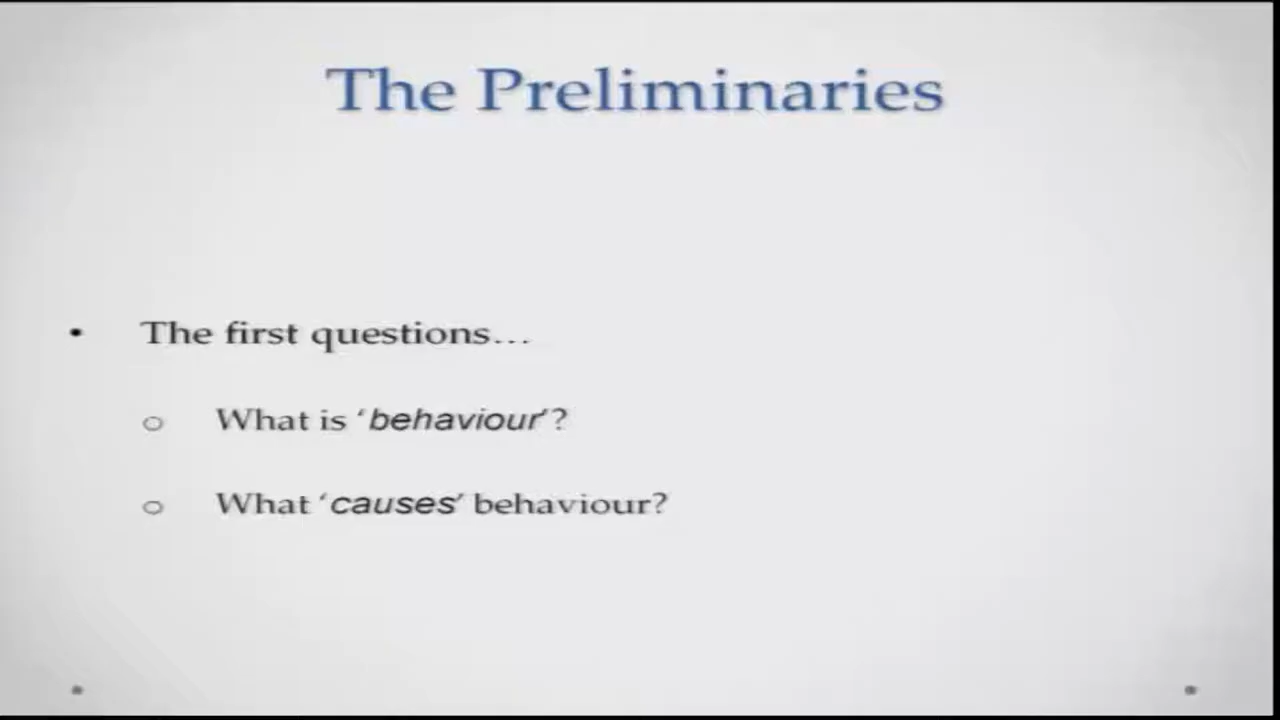 The Preliminaries
• The first questions…
o What is ‘behaviour’?
o What ‘causes’ behaviour?